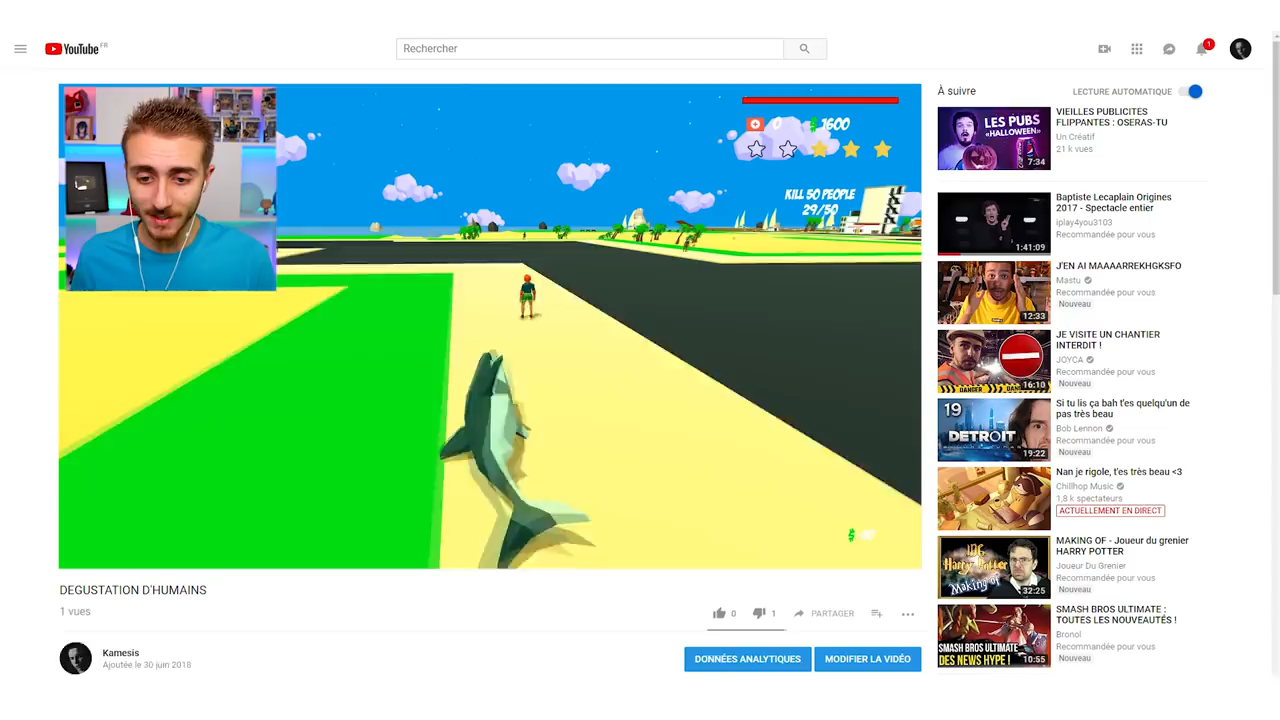 YouTube FR
Rechercher
1
0
$ 1600
KILL 50 PEOPLE
29/50
$
DEGUSTATION D'HUMAINS
1 vues
0
1
PARTAGER
Kamesis
Ajoutée le 30 juin 2018
DONNÉES ANALYTIQUES
MODIFIER LA VIDÉO
À suivre
LECTURE AUTOMATIQUE
LES PUBS
«HALLOWEEN»
7:34
VIEILLES PUBLICITÉS
FLIPPANTES : OSERAS-TU
Un Créatif
21 k vues
1:41:09
Baptiste Lecaplain Origines
2017 - Spectacle entier
iplay4you3103
Recommandée pour vous
12:33
J'EN AI MAAAARREKHGKSFO
Mastu
Recommandée pour vous
Nouveau
DANGER
16:10
JE VISITE UN CHANTIER
INTERDIT !
JOYCA
Recommandée pour vous
Nouveau
19
DETROIT
19:22
Si tu lis ça bah t'es quelqu'un de
pas très beau
Bob Lennon
Recommandée pour vous
Nouveau
Nan je rigole, t'es très beau <3
Chillhop Music
1,8 k spectateurs
ACTUELLEMENT EN DIRECT
Harry Potter
Making of
32:25
MAKING OF - Joueur du grenier
HARRY POTTER
Joueur Du Grenier
Recommandée pour vous
Nouveau
SMASH BROS ULTIMATE
DES NEWS HYPE !
10:55
SMASH BROS ULTIMATE :
TOUTES LES NOUVEAUTÉS !
Bronol
Recommandée pour vous
Nouveau